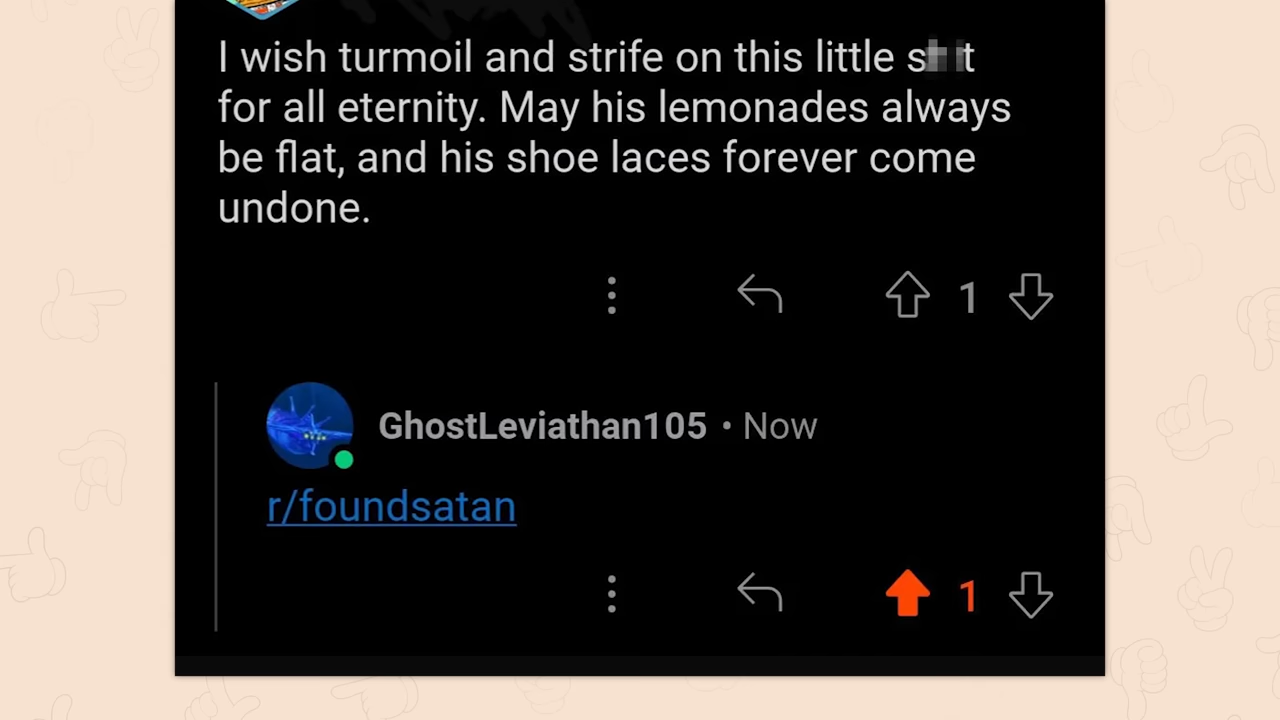 I wish turmoil and strife on this little
for all eternity. May his lemonades always
be flat, and his shoe laces forever come
undone.
1
GhostLeviathan105 • Now
r/foundsatan
1